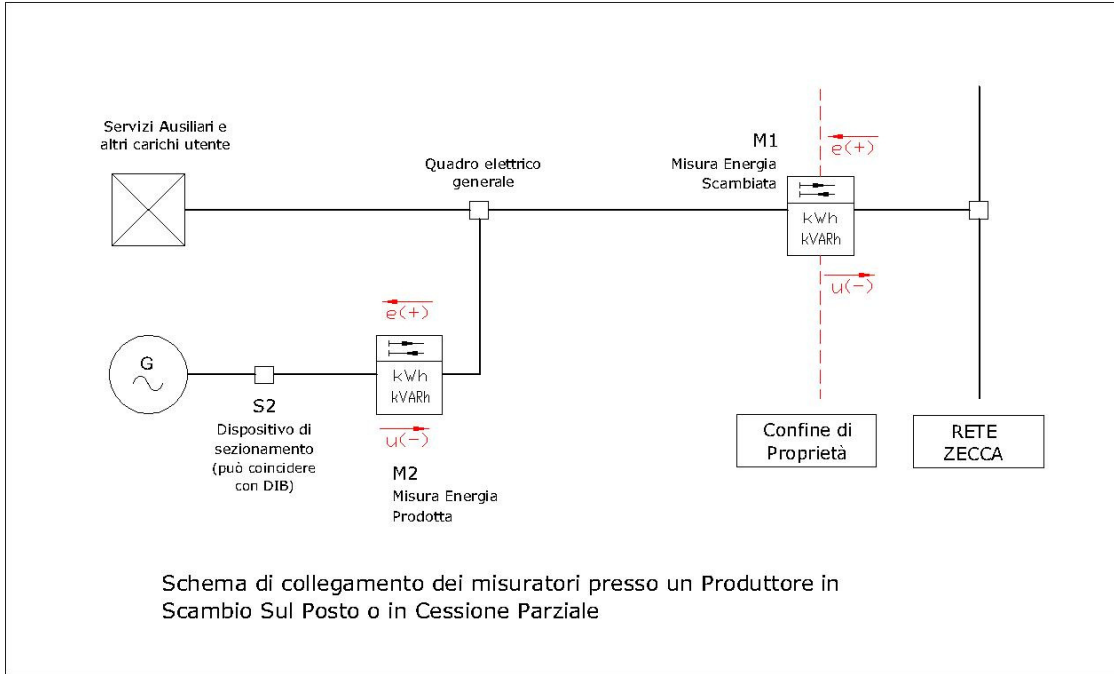 Servizi Ausiliari e
altri carichi utente
Quadro elettrico
generale
M1
Misura Energia
Scambiata
e(+)
kWh
kVARh
u(-)
G
S2
Dispositivo di
sezionamento
(può coincidere
con DIB)
e(+)
kWh
kVARh
u(-)
M2
Misura Energia
Prodotta
Confine di
Proprietà
RETE
ZECCA
Schema di collegamento dei misuratori presso un Produttore in
Scambio Sul Posto o in Cessione Parziale